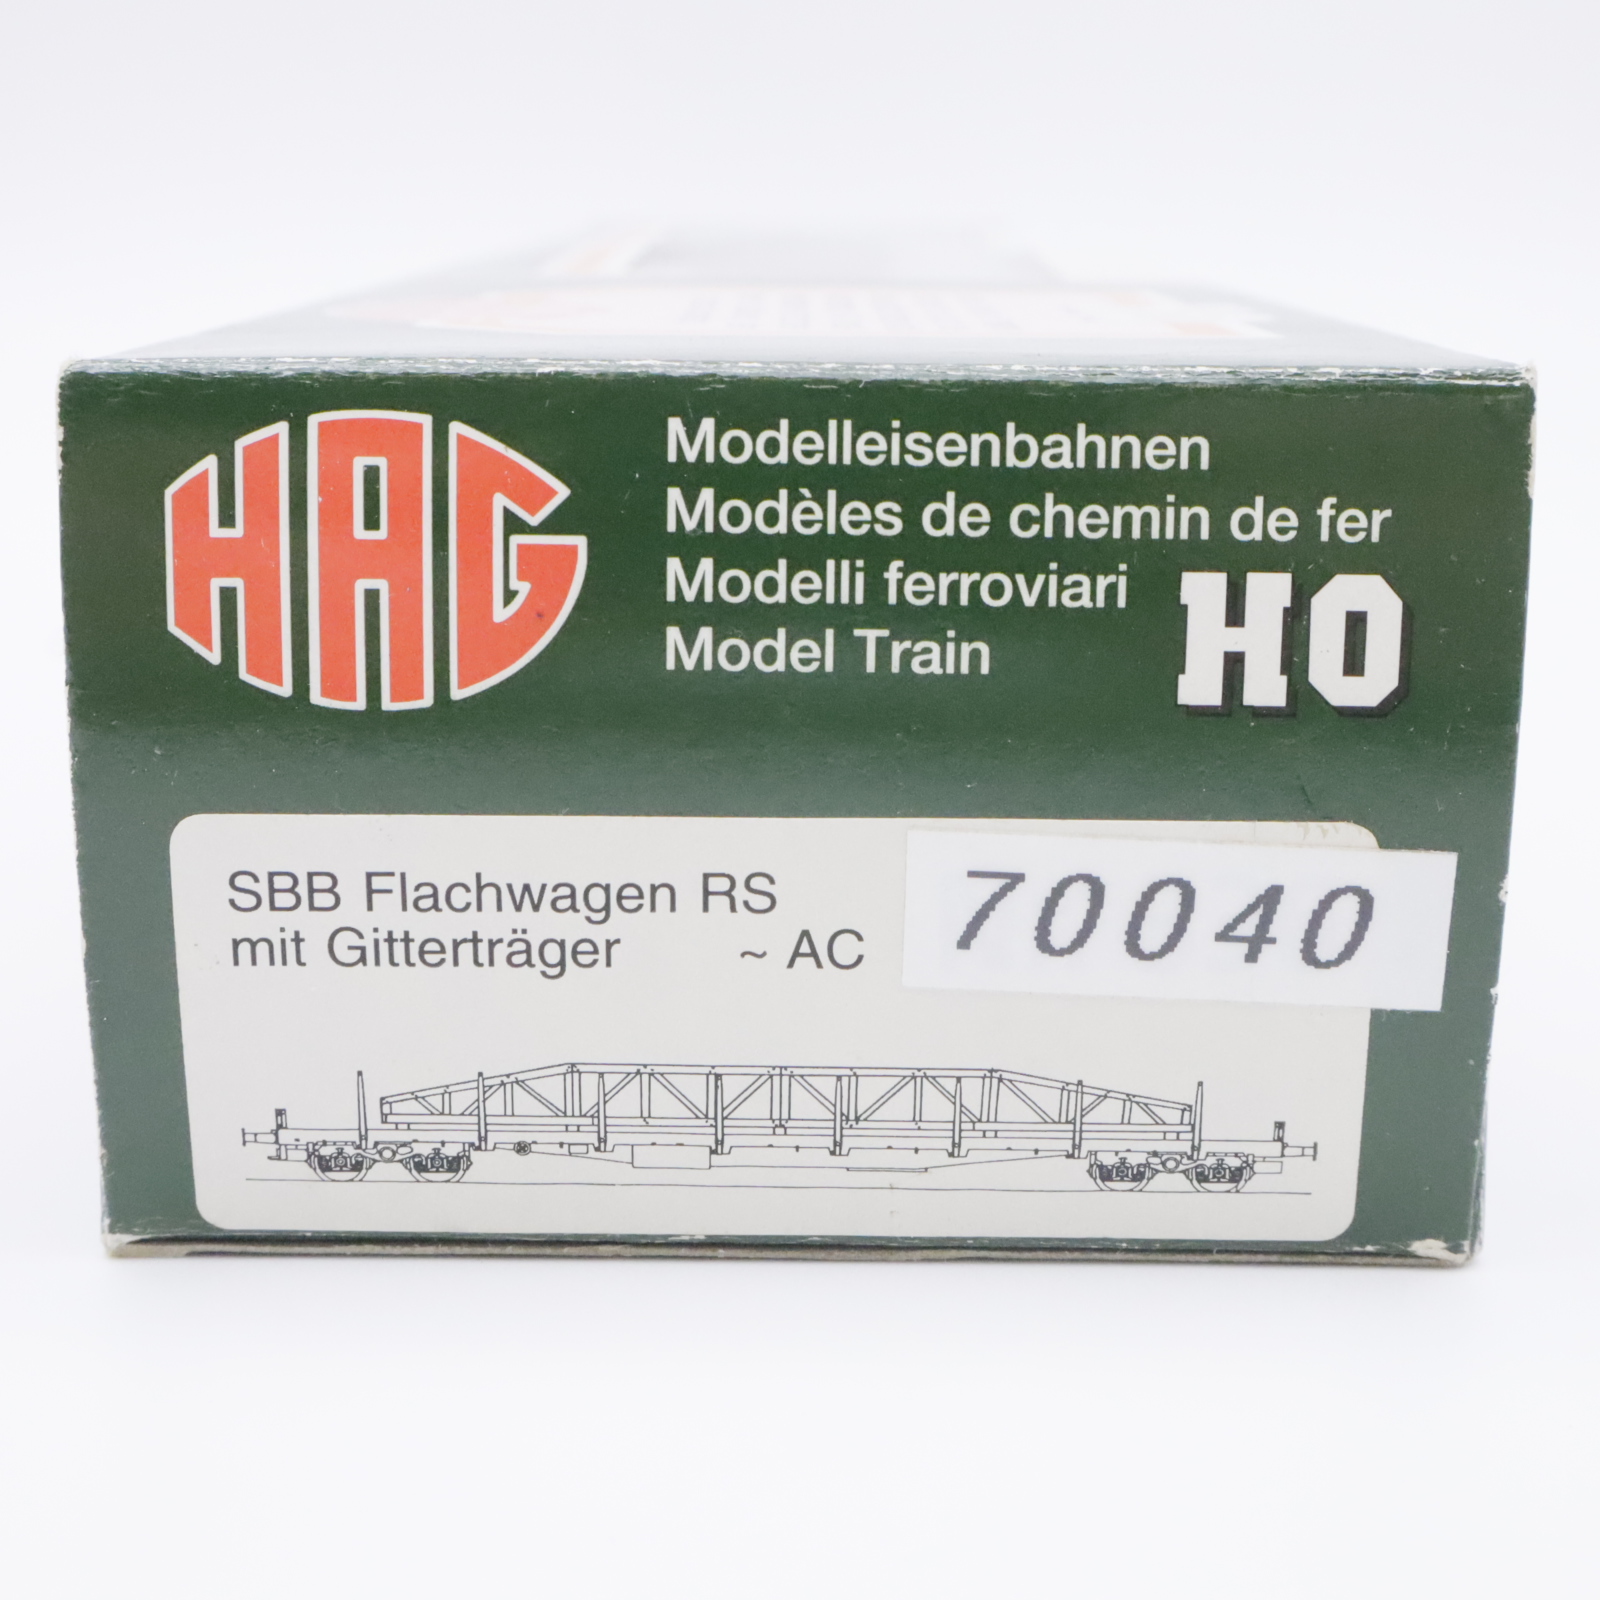 HAG
Modelleisenbahnen
Modèles de chemin de fer
Modelli ferroviari
Model Train
HO
SBB Flachwagen RS
mit Gitterträger ~ AC
70040